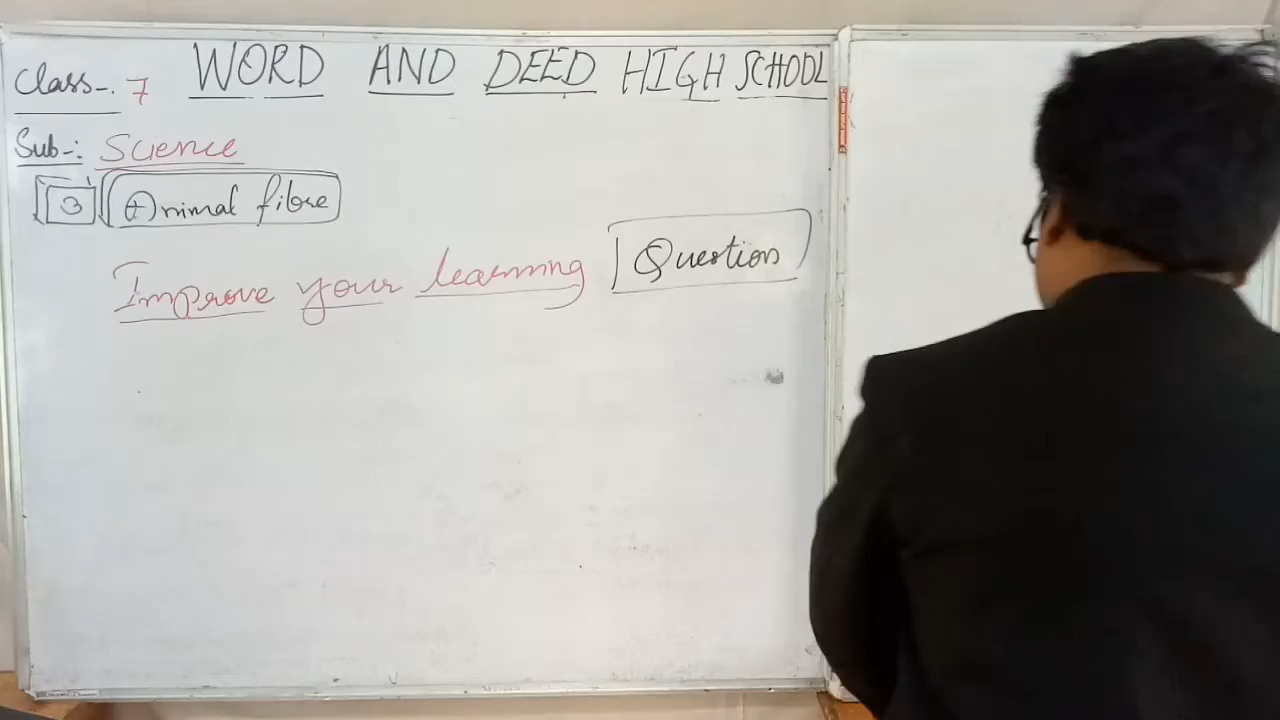 Class-. 7 WORD AND DEED HIGH SCHOOL
Sub-: Science
3 Animal fibre
Improve your learning Question